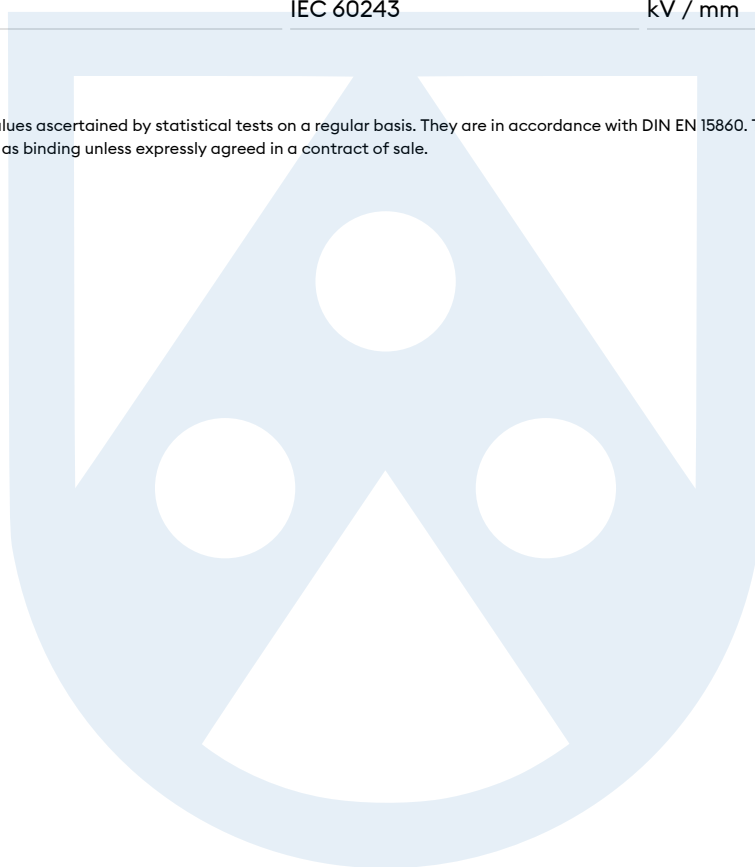 IEC 60243 kV / mm
lues ascertained by statistical tests on a regular basis. They are in accordance with DIN EN 15860.
as binding unless expressly agreed in a contract of sale.